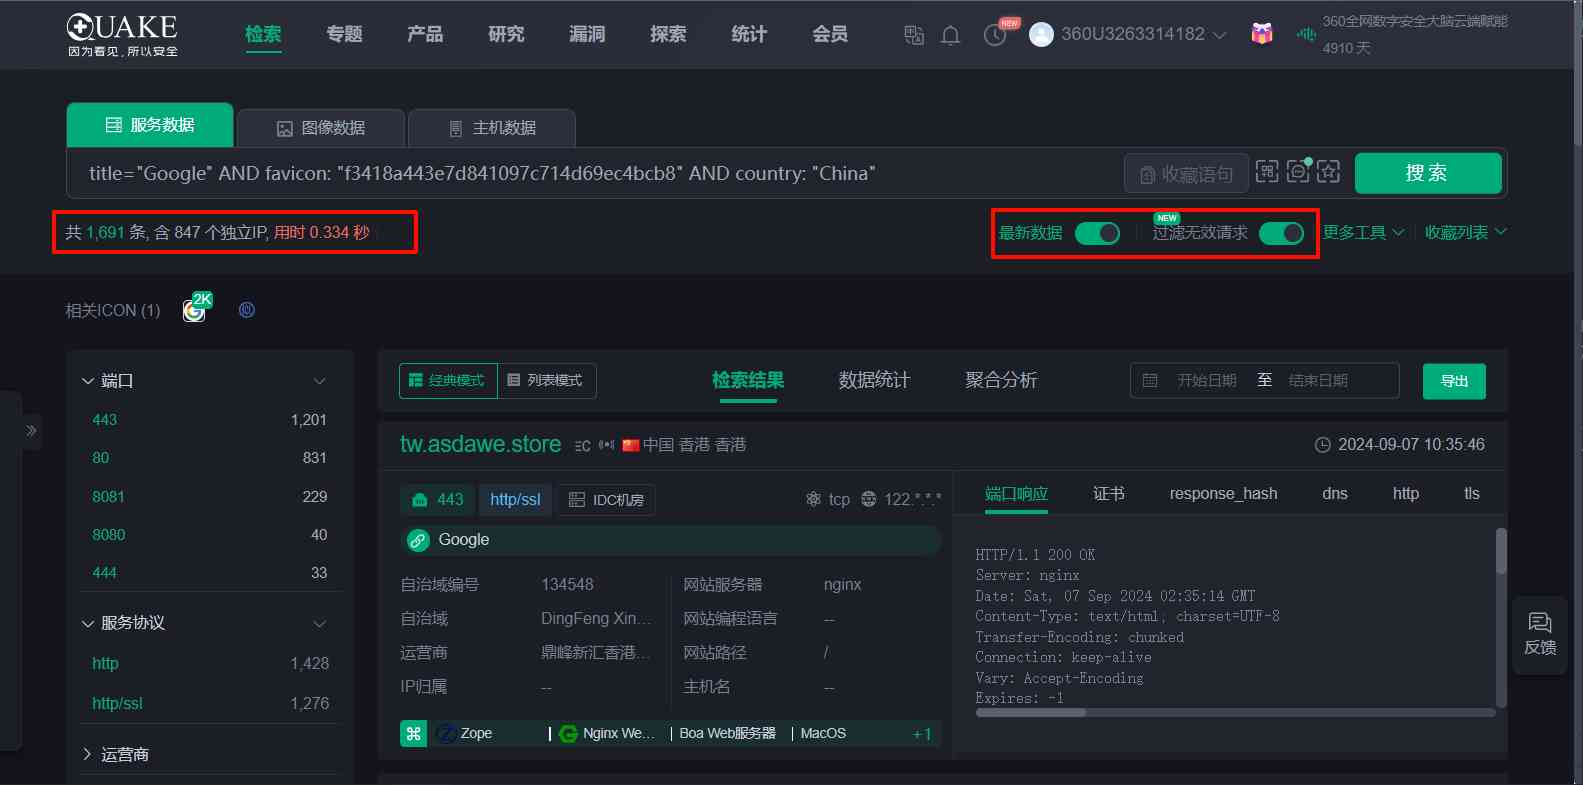 QUAKE
因为看见,所以安全
检索 专题 产品 研究 漏洞 探索 统计 会员
NEW
360U3263314182
360全网数字安全大脑云端赋能
4910 天
服务数据 图像数据 主机数据
title="Google" AND favicon: "f3418a443e7d841097c714d69ec4bcb8" AND country: "China"
收藏语句
搜索
共 1,691 条, 含 847 个独立IP, 用时 0.334 秒
最新数据
NEW
过滤无效请求
更多工具
收藏列表
相关ICON (1)
2K
端口
443 1,201
80 831
8081 229
8080 40
444 33
服务协议
http 1,428
http/ssl 1,276
运营商
经典模式 列表模式
检索结果 数据统计 聚合分析
开始日期 至 结束日期
导出
tw.asdawe.store
中国 香港 香港
2024-09-07 10:35:46
443 http/ssl IDC机房
tcp 122.*.*.*
Google
自治域编号 134548 网站服务器 nginx
自治域 DingFeng Xin... 网站编程语言 --
运营商 鼎峰新汇香港... 网站路径 /
IP归属 -- 主机名 --
Zope | Nginx We... | Boa Web服务器 | MacOS +1
端口响应 证书 response_hash dns http tls
HTTP/1.1 200 OK
Server: nginx
Date: Sat, 07 Sep 2024 02:35:14 GMT
Content-Type: text/html; charset=UTF-8
Transfer-Encoding: chunked
Connection: keep-alive
Vary: Accept-Encoding
Expires: -1
反馈